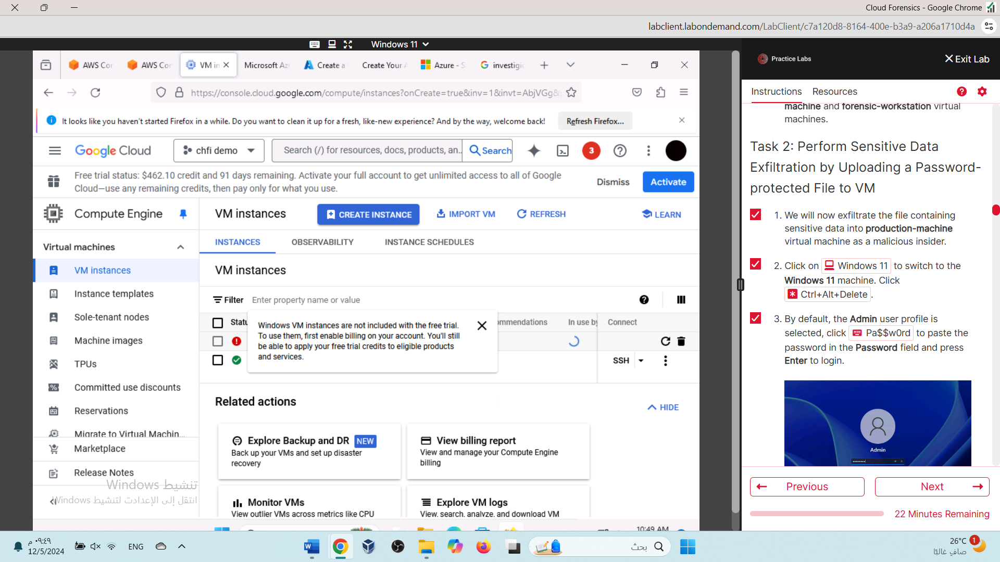 Cloud Forensics - Google Chrome
labclient.labondemand.com/LabClient/c7a120d8-8164-400e-b3a9-a206a1710d4a
Windows 11
AWS Co
AWS Co
VM in
Microsoft Az
Create a
Create Your
Azure -
investigi
https://console.cloud.google.com/compute/instances?onCreate=true&inv=1&invt=AbjVGg&
It looks like you haven't started Firefox in a while. Do you want to clean it up for a fresh, like-new experience? And by the way, welcome back!
Refresh Firefox...
Google Cloud
chfi demo
Search (/) for resources, docs, products, an..
Search
3
Free trial status: $462.10 credit and 91 days remaining. Activate your full account to get unlimited access to all of Google
Cloud—use any remaining credits, then pay only for what you use.
Dismiss
Activate
Compute Engine
Virtual machines
VM instances
Instance templates
Sole-tenant nodes
Machine images
TPUs
Committed use discounts
Reservations
Migrate to Virtual Machin...
Marketplace
Release Notes
VM instances
CREATE INSTANCE
IMPORT VM
REFRESH
LEARN
INSTANCES
OBSERVABILITY
INSTANCE SCHEDULES
VM instances
Filter
Enter property name or value
Statu
ommendations
In use by
Connect
Windows VM instances are not included with the free trial.
To use them, first enable billing on your account. You'll still
be able to apply your free trial credits to eligible products
and services.
SSH
Related actions
HIDE
Explore Backup and DR NEW
Back up your VMs and set up disaster
recovery
View billing report
View and manage your Compute Engine
billing
Monitor VMs
View outlier VMs across metrics like CPU
Explore VM logs
View, search, analyze, and download VM
تنشيط Windows
انتقل إلى الإعدادت لتنشيط Windows
10:49 AM
Practice Labs
Exit Lab
Instructions
Resources
machine and forensic-workstation virtual
machines.
Task 2: Perform Sensitive Data
Exfiltration by Uploading a Password-
protected File to VM
1. We will now exfiltrate the file containing
sensitive data into production-machine
virtual machine as a malicious insider.
2. Click on Windows 11 to switch to the
Windows 11 machine. Click
Ctrl+Alt+Delete .
3. By default, the Admin user profile is
selected, click Pa$$w0rd to paste the
password in the Password field and press
Enter to login.
Admin
Previous
Next
22 Minutes Remaining
٠٩:٤٩ م
12/5/2024
ENG
بحث
26°C
صافٍ غالبًا
1